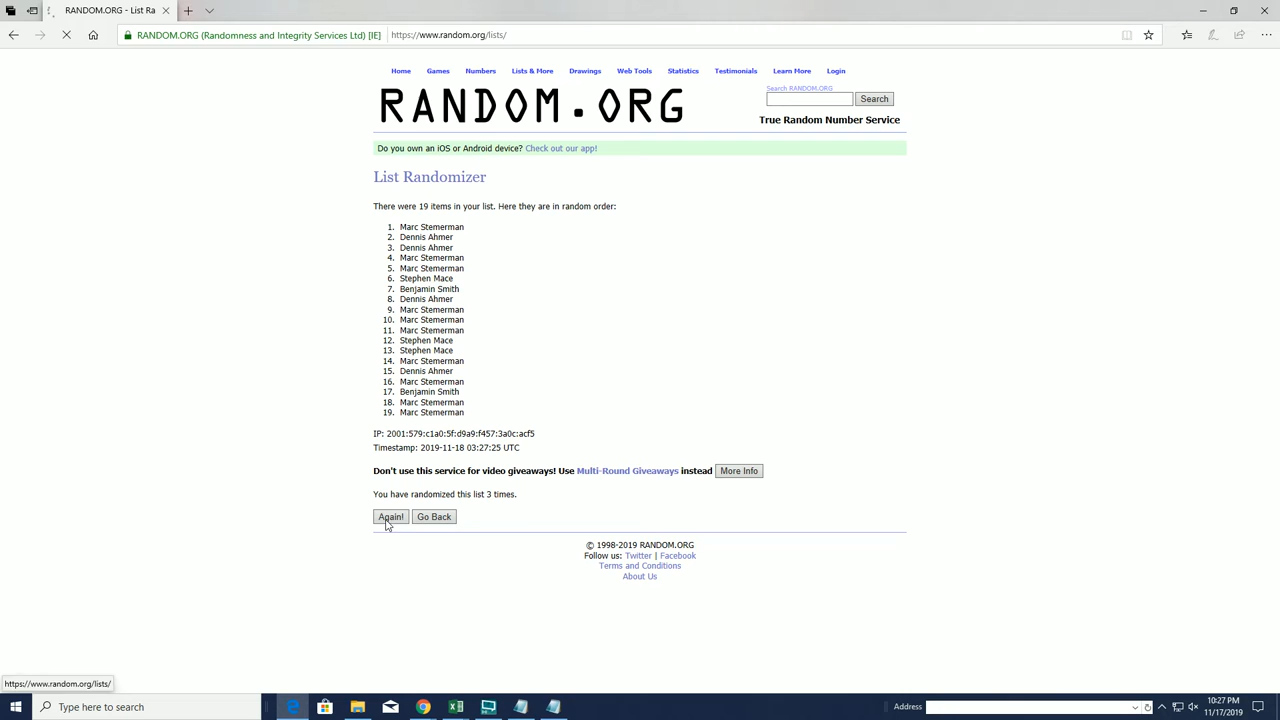 RANDOM.ORG - List Ra
RANDOM.ORG (Randomness and Integrity Services Ltd) [IE] https://www.random.org/lists/
Home Games Numbers Lists & More Drawings Web Tools Statistics Testimonials Learn More Login
RANDOM.ORG
Search RANDOM.ORG
Search
True Random Number Service
Do you own an iOS or Android device? Check out our app!
List Randomizer
There were 19 items in your list. Here they are in random order:
1. Marc Stemerman
2. Dennis Ahmer
3. Dennis Ahmer
4. Marc Stemerman
5. Marc Stemerman
6. Stephen Mace
7. Benjamin Smith
8. Dennis Ahmer
9. Marc Stemerman
10. Marc Stemerman
11. Marc Stemerman
12. Stephen Mace
13. Stephen Mace
14. Marc Stemerman
15. Dennis Ahmer
16. Marc Stemerman
17. Benjamin Smith
18. Marc Stemerman
19. Marc Stemerman
IP: 2001:579:c1a0:5f:d9a9:f457:3a0c:acf5
Timestamp: 2019-11-18 03:27:25 UTC
Don't use this service for video giveaways! Use Multi-Round Giveaways instead More Info
You have randomized this list 3 times.
Again! Go Back
© 1998-2019 RANDOM.ORG
Follow us: Twitter | Facebook
Terms and Conditions
About Us
https://www.random.org/lists/
Type here to search
Address
10:27 PM
11/17/2019